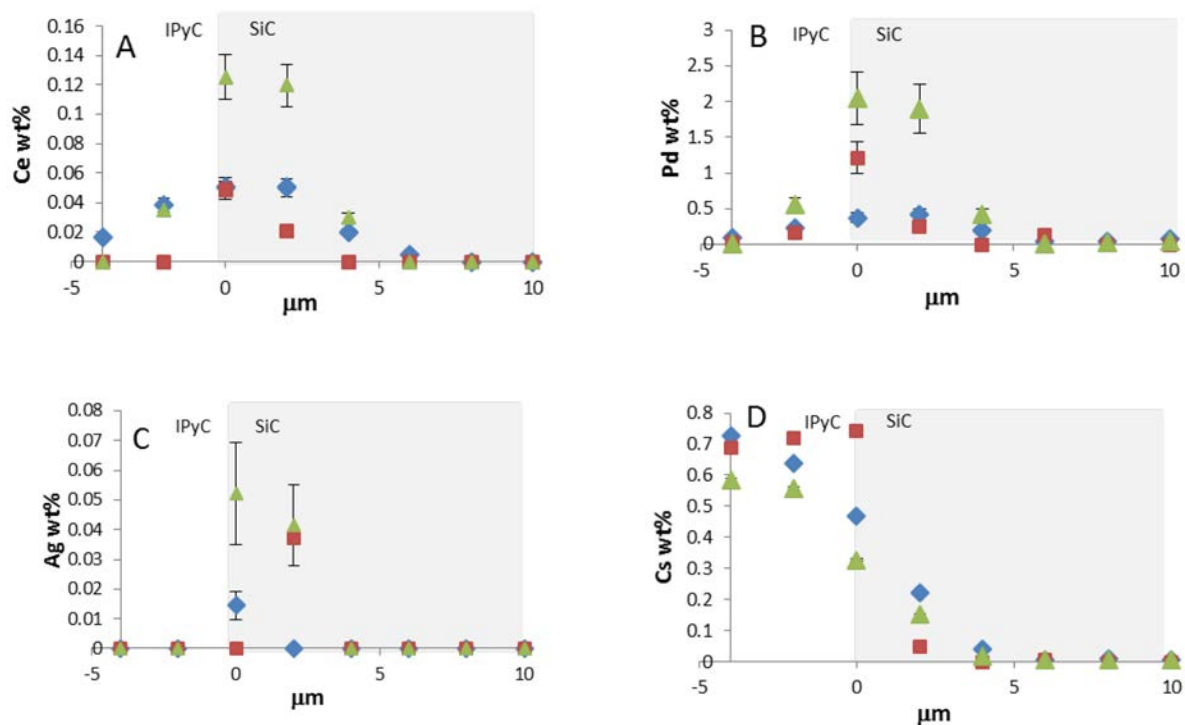 A
IPyC SiC
Ce wt%
0.16
0.14
0.12
0.1
0.08
0.06
0.04
0.02
0
-5 0 5 10
μm
B
IPyC SiC
Pd wt%
3
2.5
2
1.5
1
0.5
0
-5 0 5 10
μm
C
IPyC SiC
Ag wt%
0.08
0.07
0.06
0.05
0.04
0.03
0.02
0.01
0
-5 0 5 10
μm
D
IPyC SiC
Cs wt%
0.8
0.7
0.6
0.5
0.4
0.3
0.2
0.1
0
-5 0 5 10
μm